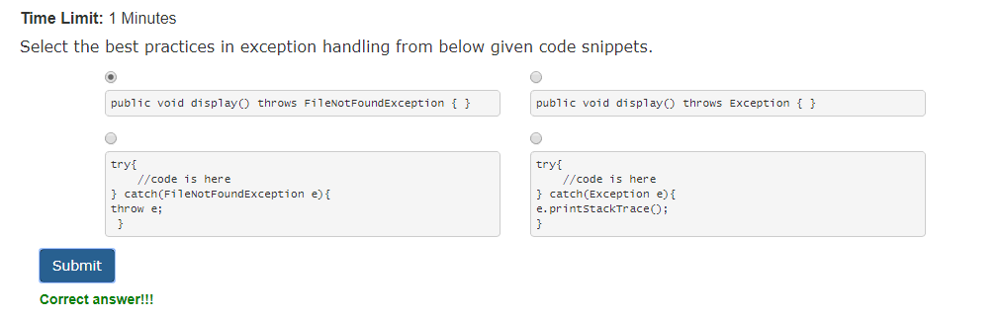 Time Limit: 1 Minutes
Select the best practices in exception handling from below given code snippets.
public void display() throws FileNotFoundException { }
public void display() throws Exception { }
try{
//code is here
} catch(FileNotFoundException e){
throw e;
}
try{
//code is here
} catch(Exception e){
e.printStackTrace();
}
Submit
Correct answer!!!